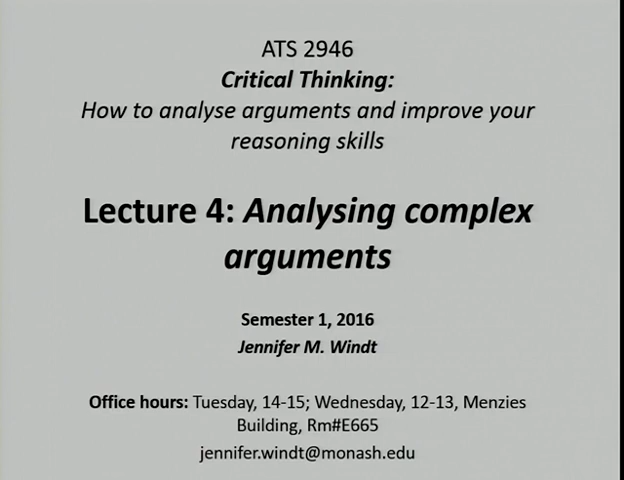 ATS 2946
Critical Thinking:
How to analyse arguments and improve your
reasoning skills
Lecture 4: Analysing complex
arguments
Semester 1, 2016
Jennifer M. Windt
Office hours: Tuesday, 14-15; Wednesday, 12-13, Menzies
Building, Rm#E665
jennifer.windt@monash.edu